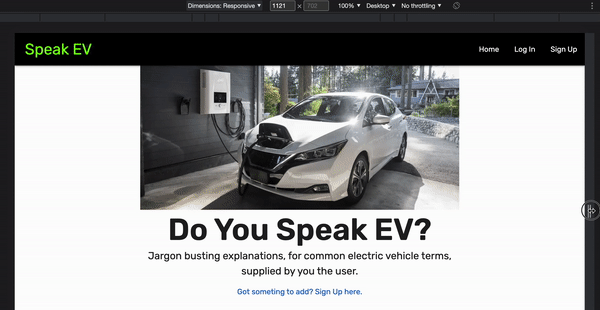 Dimensions: Responsive ▼ 1121 × 702 100% ▼ Desktop ▼ No throttling ▼
Speak EV Home Log In Sign Up
Do You Speak EV?
Jargon busting explanations, for common electric vehicle terms,
supplied by you the user.
Got someting to add? Sign Up here.